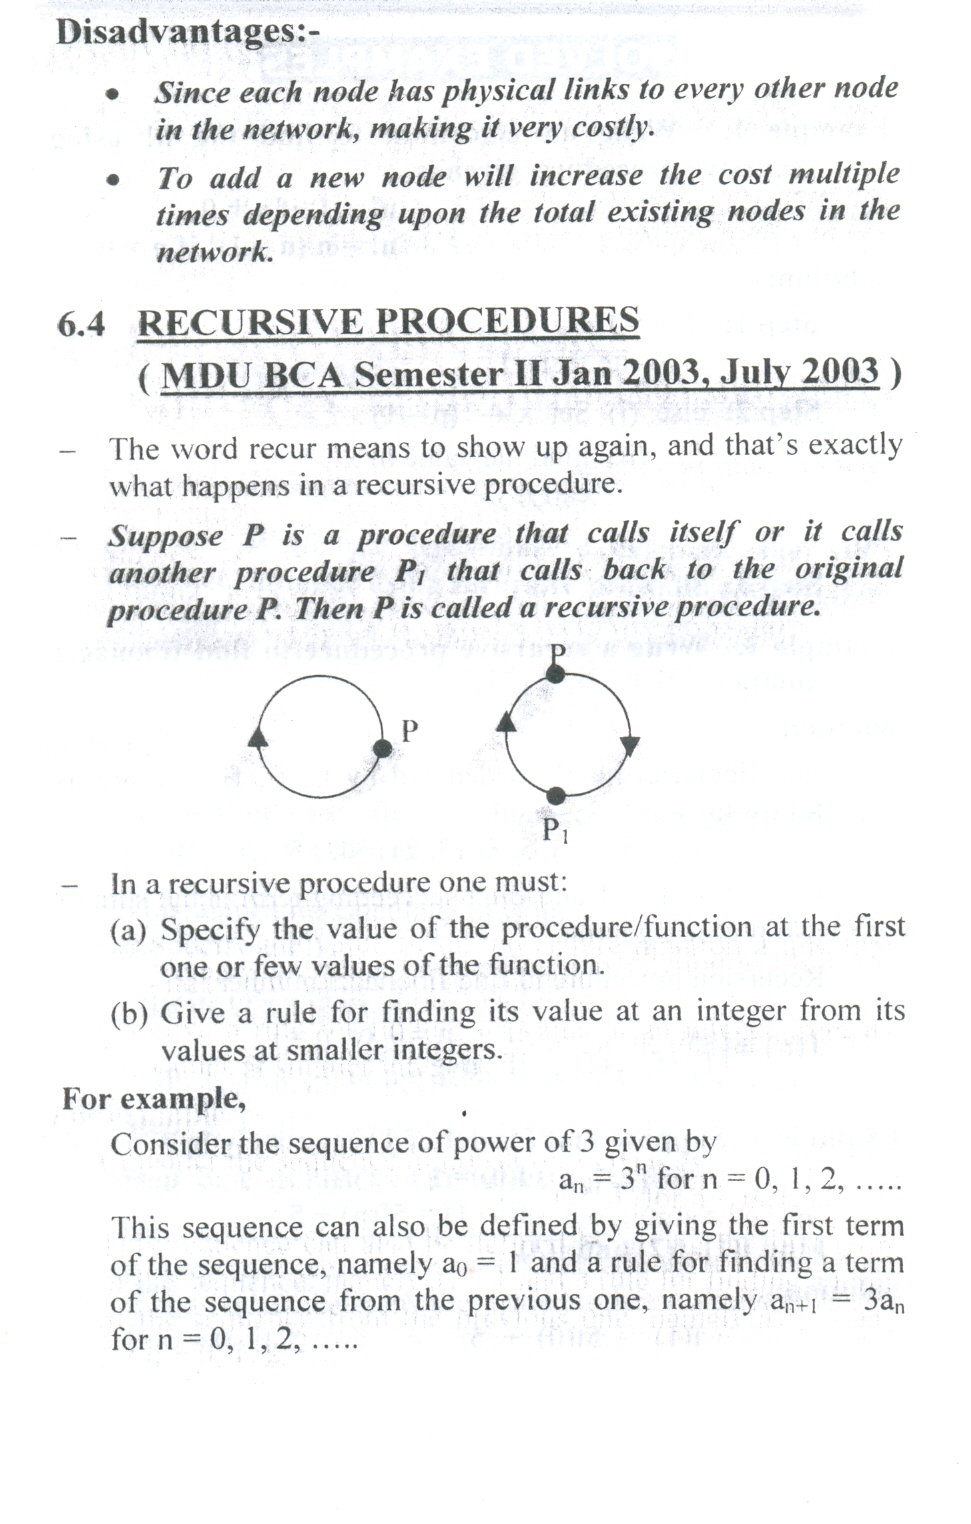 Disadvantages:-
• Since each node has physical links to every other node
in the network, making it very costly.
• To add a new node will increase the cost multiple
times depending upon the total existing nodes in the
network.
6.4 RECURSIVE PROCEDURES
( MDU BCA Semester II Jan 2003, July 2003 )
– The word recur means to show up again, and that's exactly
what happens in a recursive procedure.
– Suppose P is a procedure that calls itself or it calls
another procedure P₁ that calls back to the original
procedure P. Then P is called a recursive procedure.
P
P
P₁
– In a recursive procedure one must:
(a) Specify the value of the procedure/function at the first
one or few values of the function.
(b) Give a rule for finding its value at an integer from its
values at smaller integers.
For example,
Consider the sequence of power of 3 given by
aₙ = 3ⁿ for n = 0, 1, 2, .....
This sequence can also be defined by giving the first term
of the sequence, namely a₀ = 1 and a rule for finding a term
of the sequence from the previous one, namely aₙ₊₁ = 3aₙ
for n = 0, 1, 2, .....